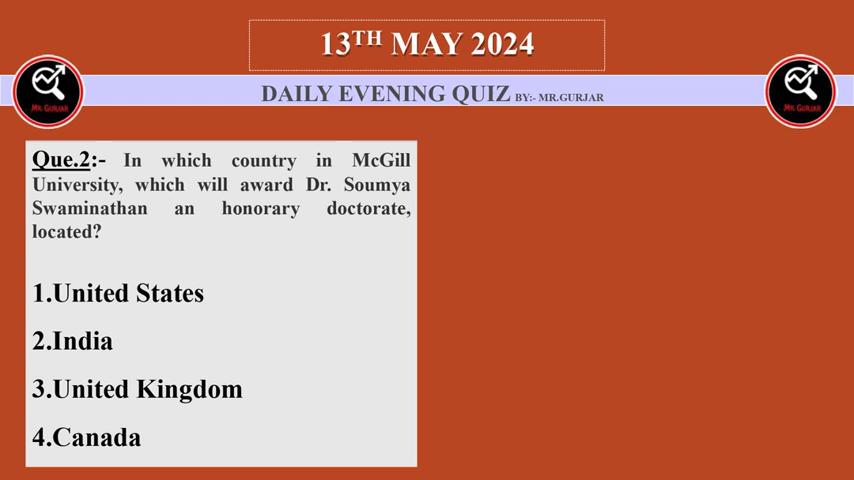 13TH MAY 2024
DAILY EVENING QUIZ BY:- MR.GURJAR
MR.GURJAR
MR.GURJAR
Que.2:- In which country in McGill
University, which will award Dr. Soumya
Swaminathan an honorary doctorate,
located?
1.United States
2.India
3.United Kingdom
4.Canada